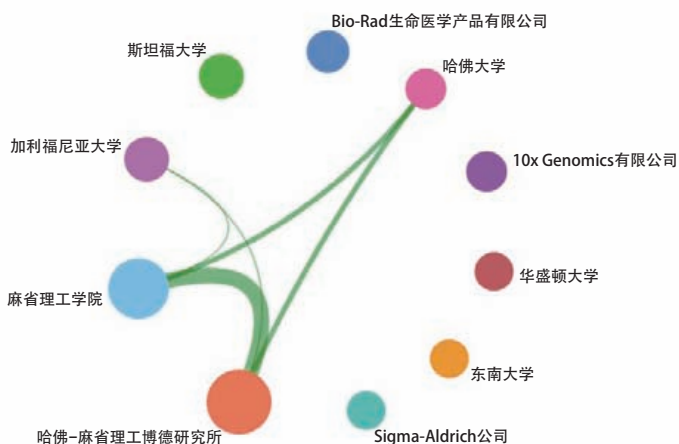 Bio-Rad生命医学产品有限公司
斯坦福大学
哈佛大学
加利福尼亚大学
10x Genomics有限公司
华盛顿大学
麻省理工学院
东南大学
哈佛-麻省理工博德研究所
Sigma-Aldrich公司